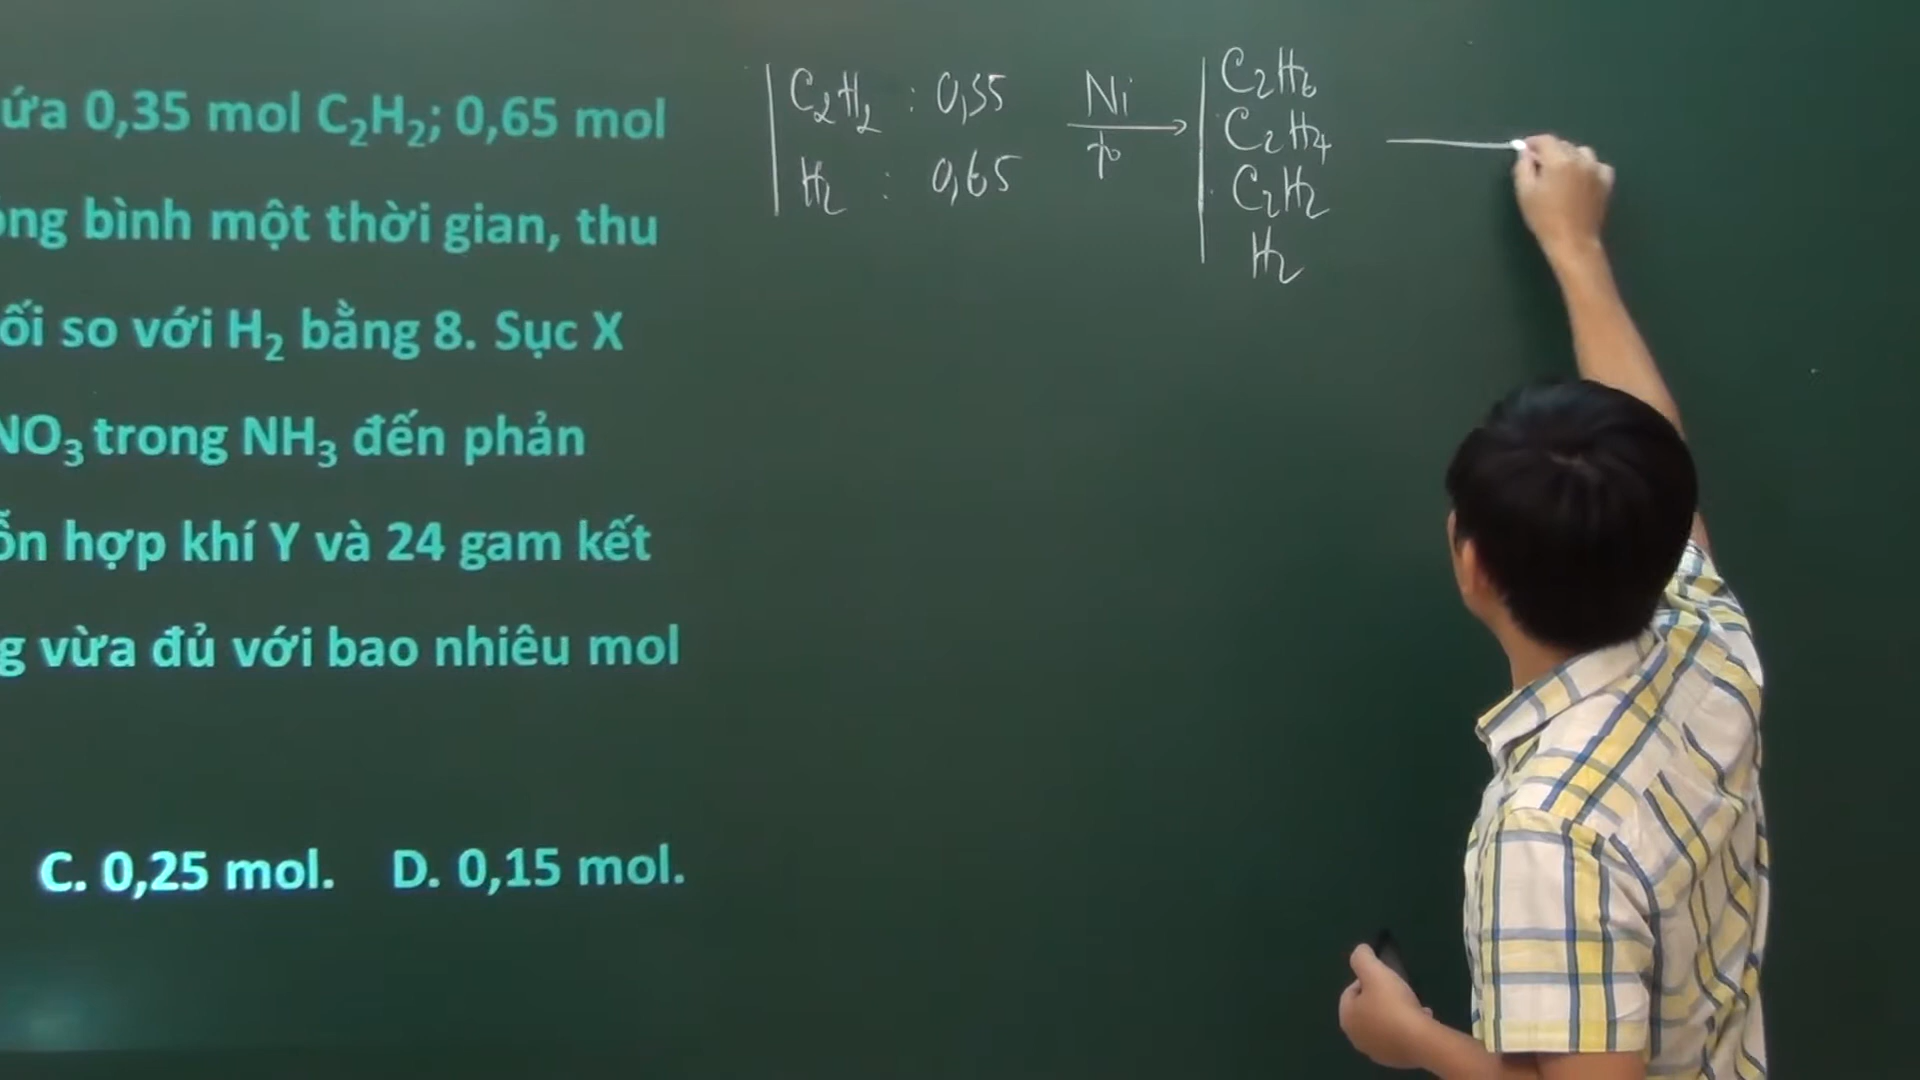 ứa 0,35 mol C₂H₂; 0,65 mol
ong bình một thời gian, thu
ối so với H₂ bằng 8. Sục X
NO₃ trong NH₃ đến phản
ỗn hợp khí Y và 24 gam kết
g vừa đủ với bao nhiêu mol
C. 0,25 mol. D. 0,15 mol.
C₂H₂ : 0,35
H₂ : 0,65
Ni
t°
C₂H₆
C₂H₄
C₂H₂
H₂